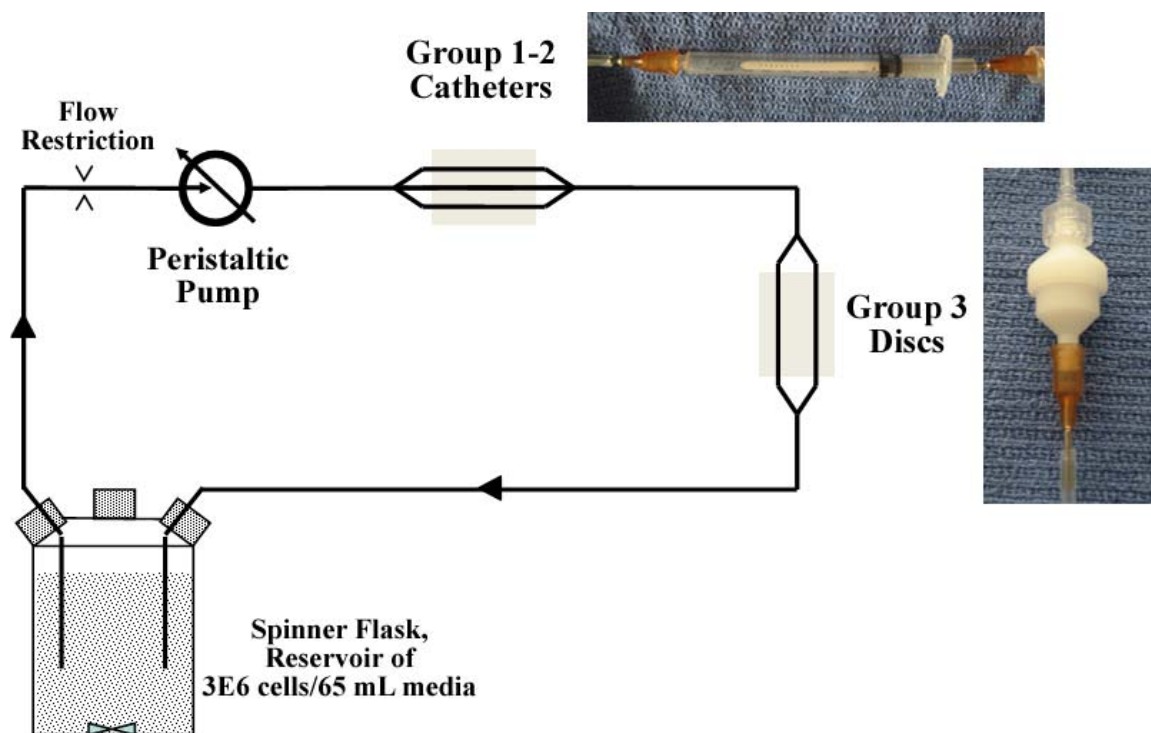 Group 1-2
Catheters
Flow
Restriction
Peristaltic
Pump
Group 3
Discs
Spinner Flask,
Reservoir of
3E6 cells/65 mL media